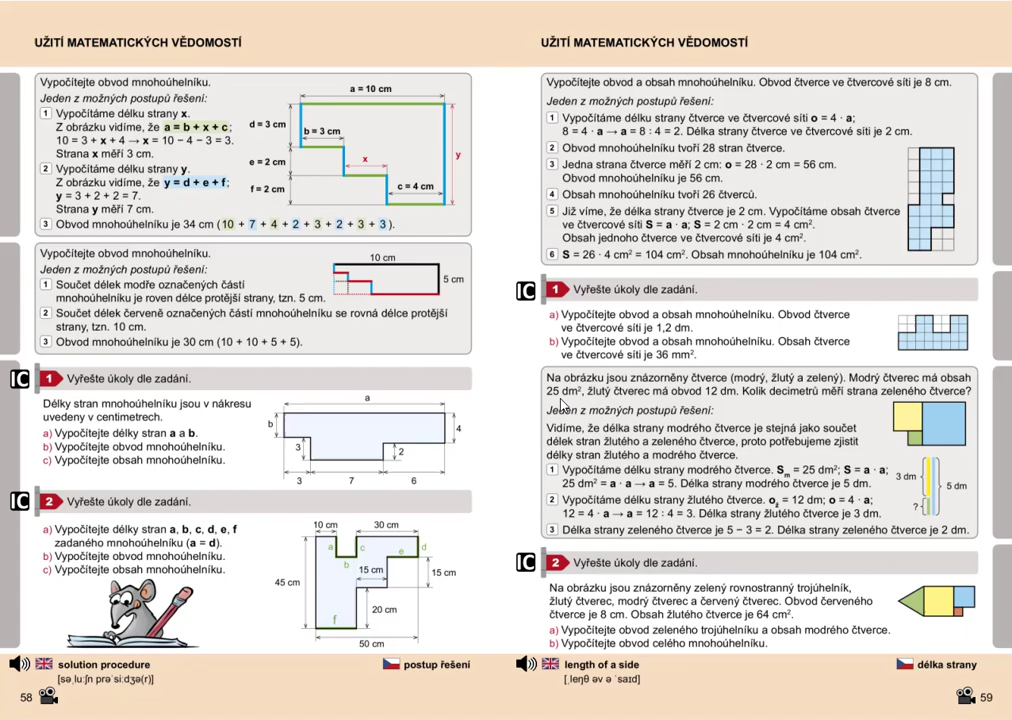 UŽITÍ MATEMATICKÝCH VĚDOMOSTÍ
Vypočítejte obvod mnohoúhelníku.
Jeden z možných postupů řešení:
1 Vypočítáme délku strany x.
Z obrázku vidíme, že a = b + x + c;
10 = 3 + x + 4 → x = 10 − 4 − 3 = 3.
Strana x měří 3 cm.
2 Vypočítáme délku strany y.
Z obrázku vidíme, že y = d + e + f;
y = 3 + 2 + 2 = 7.
Strana y měří 7 cm.
3 Obvod mnohoúhelníku je 34 cm (10 + 7 + 4 + 2 + 3 + 2 + 3 + 3).
a = 10 cm
d = 3 cm
b = 3 cm
e = 2 cm
x
y
f = 2 cm
c = 4 cm
Vypočítejte obvod mnohoúhelníku.
Jeden z možných postupů řešení:
1 Součet délek modře označených částí
mnohoúhelníku je roven délce protější strany, tzn. 5 cm.
2 Součet délek červeně označených částí mnohoúhelníku se rovná délce protější
strany, tzn. 10 cm.
3 Obvod mnohoúhelníku je 30 cm (10 + 10 + 5 + 5).
10 cm
5 cm
IC 1 Vyřešte úkoly dle zadání.
Délky stran mnohoúhelníku jsou v nákresu
uvedeny v centimetrech.
a) Vypočítejte délky stran a a b.
b) Vypočítejte obvod mnohoúhelníku.
c) Vypočítejte obsah mnohoúhelníku.
a
b
4
3
2
3 7 6
IC 2 Vyřešte úkoly dle zadání.
a) Vypočítejte délky stran a, b, c, d, e, f
zadaného mnohoúhelníku (a = d).
b) Vypočítejte obvod mnohoúhelníku.
c) Vypočítejte obsah mnohoúhelníku.
10 cm 30 cm
a c e d
b
15 cm 15 cm
45 cm
20 cm
f
50 cm
solution procedure
[səˌluːʃn prəˈsiːdʒə(r)]
postup řešení
58
UŽITÍ MATEMATICKÝCH VĚDOMOSTÍ
Vypočítejte obvod a obsah mnohoúhelníku. Obvod čtverce ve čtvercové síti je 8 cm.
Jeden z možných postupů řešení:
1 Vypočítáme délku strany čtverce ve čtvercové síti o = 4 · a;
8 = 4 · a → a = 8 : 4 = 2. Délka strany čtverce ve čtvercové síti je 2 cm.
2 Obvod mnohoúhelníku tvoří 28 stran čtverce.
3 Jedna strana čtverce měří 2 cm: o = 28 · 2 cm = 56 cm.
Obvod mnohoúhelníku je 56 cm.
4 Obsah mnohoúhelníku tvoří 26 čtverců.
5 Již víme, že délka strany čtverce je 2 cm. Vypočítáme obsah čtverce
ve čtvercové síti S = a · a; S = 2 cm · 2 cm = 4 cm².
Obsah jednoho čtverce ve čtvercové síti je 4 cm².
6 S = 26 · 4 cm² = 104 cm². Obsah mnohoúhelníku je 104 cm².
IC 1 Vyřešte úkoly dle zadání.
a) Vypočítejte obvod a obsah mnohoúhelníku. Obvod čtverce
ve čtvercové síti je 1,2 dm.
b) Vypočítejte obvod a obsah mnohoúhelníku. Obsah čtverce
ve čtvercové síti je 36 mm².
Na obrázku jsou znázorněny čtverce (modrý, žlutý a zelený). Modrý čtverec má obsah
25 dm², žlutý čtverec má obvod 12 dm. Kolik decimetrů měří strana zeleného čtverce?
Jeden z možných postupů řešení:
Vidíme, že délka strany modrého čtverce je stejná jako součet
délek stran žlutého a zeleného čtverce, proto potřebujeme zjistit
délky stran žlutého a modrého čtverce.
1 Vypočítáme délku strany modrého čtverce. Sm = 25 dm²; S = a · a;
25 dm² = a · a → a = 5. Délka strany modrého čtverce je 5 dm.
2 Vypočítáme délku strany žlutého čtverce. ož = 12 dm; o = 4 · a;
12 = 4 · a → a = 12 : 4 = 3. Délka strany žlutého čtverce je 3 dm.
3 Délka strany zeleného čtverce je 5 − 3 = 2. Délka strany zeleného čtverce je 2 dm.
3 dm
5 dm
?
IC 2 Vyřešte úkoly dle zadání.
Na obrázku jsou znázorněny zelený rovnostranný trojúhelník,
žlutý čtverec, modrý čtverec a červený čtverec. Obvod červeného
čtverce je 8 cm. Obsah žlutého čtverce je 64 cm².
a) Vypočítejte obvod zeleného trojúhelníku a obsah modrého čtverce.
b) Vypočítejte obvod celého mnohoúhelníku.
length of a side
[ˌleŋθ əv ə ˈsaɪd]
délka strany
59